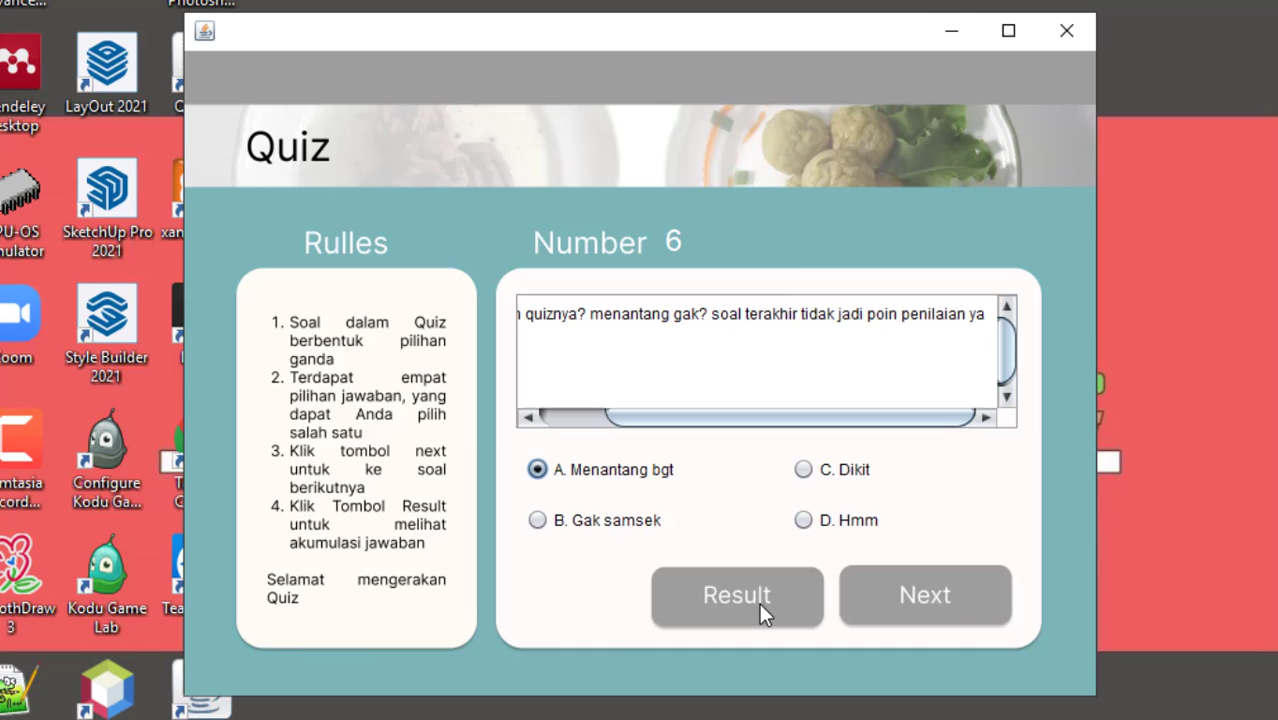 LayOut 2021
esktop
SketchUp Pro
2021
Style Builder
2021
Configure
Kodu Ga...
cord...
Kodu Game
Lab
3
Quiz
Rulles
1. Soal dalam Quiz
berbentuk pilihan
ganda
2. Terdapat empat
pilihan jawaban, yang
dapat Anda pilih
salah satu
3. Klik tombol next
untuk ke soal
berikutnya
4. Klik Tombol Result
untuk melihat
akumulasi jawaban
Selamat mengerakan
Quiz
Number 6
quiznya? menantang gak? soal terakhir tidak jadi poin penilaian ya
A. Menantang bgt
B. Gak samsek
C. Dikit
D. Hmm
Result
Next